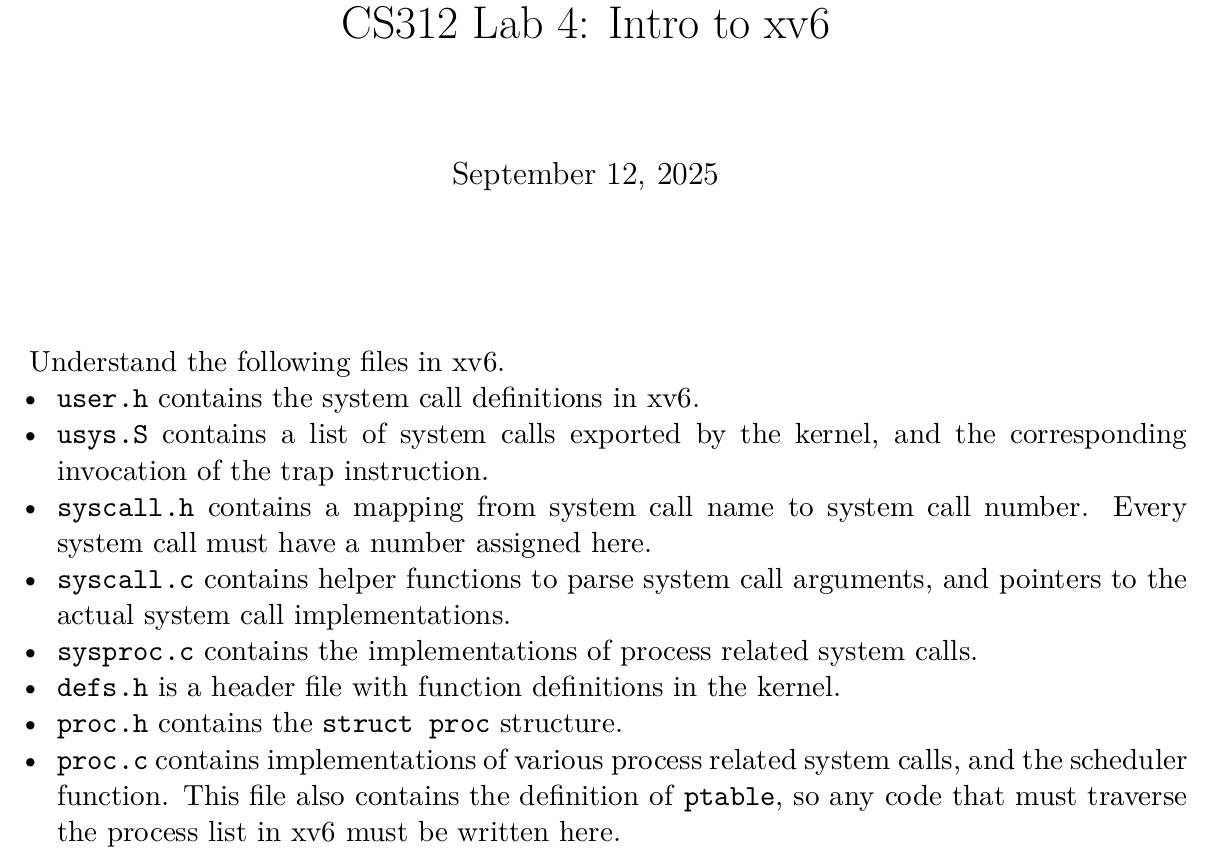 CS312 Lab 4: Intro to xv6
September 12, 2025
Understand the following files in xv6.
• user.h contains the system call definitions in xv6.
• usys.S contains a list of system calls exported by the kernel, and the corresponding
invocation of the trap instruction.
• syscall.h contains a mapping from system call name to system call number. Every
system call must have a number assigned here.
• syscall.c contains helper functions to parse system call arguments, and pointers to the
actual system call implementations.
• sysproc.c contains the implementations of process related system calls.
• defs.h is a header file with function definitions in the kernel.
• proc.h contains the struct proc structure.
• proc.c contains implementations of various process related system calls, and the scheduler
function. This file also contains the definition of ptable, so any code that must traverse
the process list in xv6 must be written here.